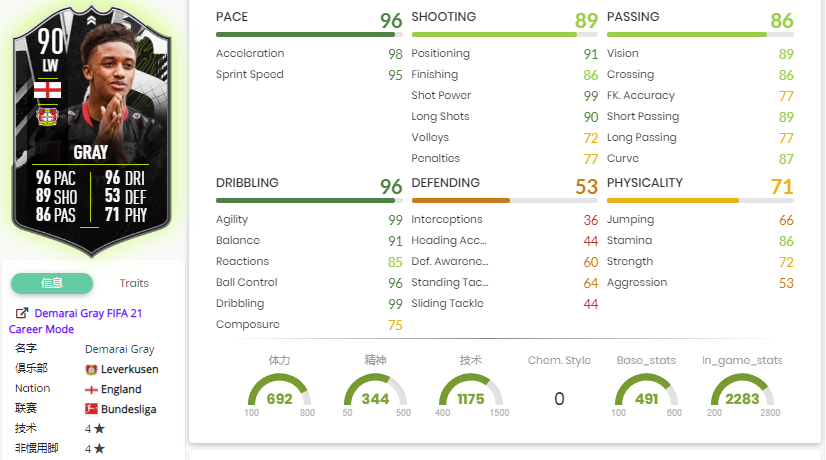 90
LW
GRAY
96 PAC 96 DRI
89 SHO 53 DEF
86 PAS 71 PHY
信息 Traits
Demarai Gray FIFA 21
Career Mode
名字 Demarai Gray
俱乐部 Leverkusen
Nation England
联赛 Bundesliga
技术 4 ★
非惯用脚 4 ★
PACE 96
Acceleration 98
Sprint Speed 95
SHOOTING 89
Positioning 91
Finishing 86
Shot Power 99
Long Shots 90
Volleys 72
Penalties 77
PASSING 86
Vision 89
Crossing 86
FK. Accuracy 77
Short Passing 89
Long Passing 77
Curve 87
DRIBBLING 96
Agility 99
Balance 91
Reactions 85
Ball Control 96
Dribbling 99
Composure 75
DEFENDING 53
Interceptions 36
Heading Acc... 44
Def. Awarene... 60
Standing Tac... 64
Sliding Tackle 44
PHYSICALITY 71
Jumping 66
Stamina 86
Strength 72
Aggression 53
体力 精神 技术 Chem. Style Base_stats In_game_stats
692 344 1175 0 491 2283
100 800 50 500 400 1500 100 600 200 2800